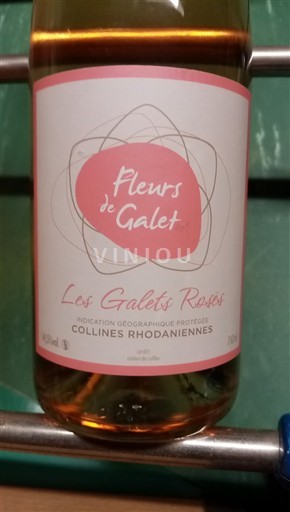 Fleurs
de
Galet
VINIOU
Les Galets Rosés
INDICATION GÉOGRAPHIQUE PROTÉGÉE
COLLINES RHODANIENNES